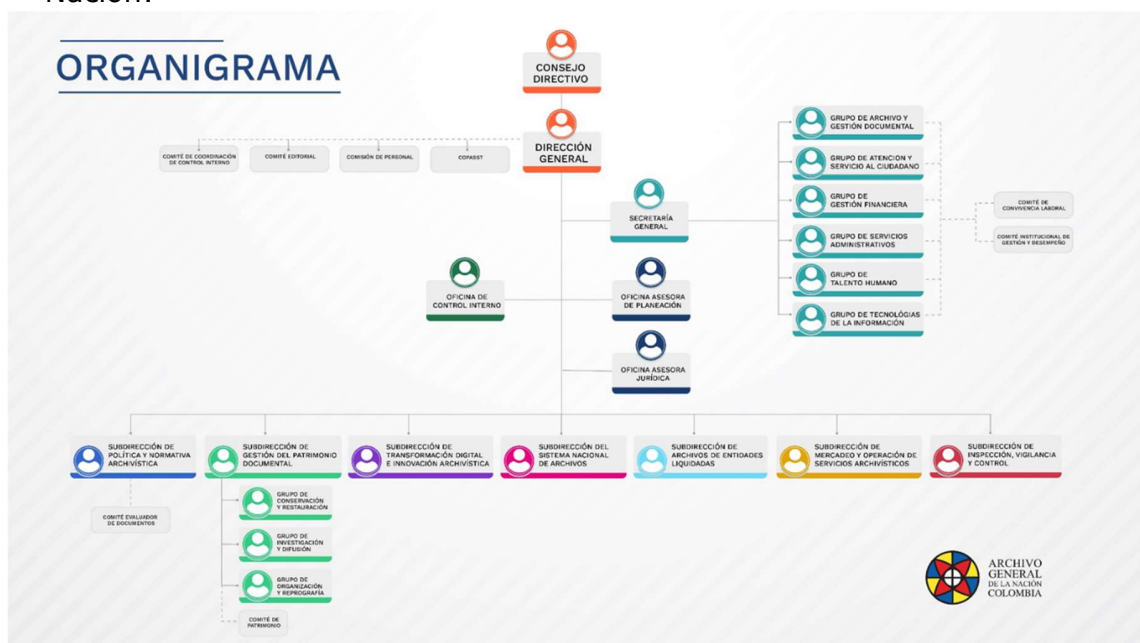 Nación.
ORGANIGRAMA
CONSEJO
DIRECTIVO
DIRECCIÓN
GENERAL
COMITÉ DE COORDINACIÓN
DE CONTROL INTERNO
COMITÉ EDITORIAL
COMISIÓN DE PERSONAL
COPASST
SECRETARÍA
GENERAL
GRUPO DE ARCHIVO Y
GESTIÓN DOCUMENTAL
GRUPO DE ATENCION Y
SERVICIO AL CIUDADANO
GRUPO DE
GESTIÓN FINANCIERA
GRUPO DE SERVICIOS
ADMINISTRATIVOS
GRUPO DE
TALENTO HUMANO
GRUPO DE TECNOLÓGIAS
DE LA INFORMACIÓN
COMITÉ DE
CONVIVENCIA LABORAL
COMITÉ INSTITUCIONAL DE
GESTIÓN Y DESEMPEÑO
OFICINA DE
CONTROL INTERNO
OFICINA ASESORA
DE PLANEACIÓN
OFICINA ASESORA
JURÍDICA
SUBDIRECCIÓN DE
POLÍTICA Y NORMATIVA
ARCHIVÍSTICA
SUBDIRECCIÓN DE
GESTIÓN DEL PATRIMONIO
DOCUMENTAL
SUBDIRECCIÓN DE
TRANSFORMACIÓN DIGITAL
E INNOVACIÓN ARCHIVÍSTICA
SUBDIRECCIÓN DEL
SISTEMA NACIONAL
DE ARCHIVOS
SUBDIRECCIÓN DE
ARCHIVOS DE ENTIDADES
LIQUIDADAS
SUBDIRECCIÓN DE
MERCADEO Y OPERACIÓN DE
SERVICIOS ARCHIVÍSTICOS
SUBDIRECCIÓN DE
INSPECCIÓN, VIGILANCIA
Y CONTROL
COMITÉ EVALUADOR
DE DOCUMENTOS
GRUPO DE
CONSERVACIÓN
Y RESTAURACIÓN
GRUPO DE
INVESTIGACIÓN
Y DIFUSIÓN
GRUPO DE
ORGANIZACIÓN
Y REPROGRAFÍA
COMITÉ DE
PATRIMONIO
ARCHIVO
GENERAL
DE LA NACIÓN
COLOMBIA